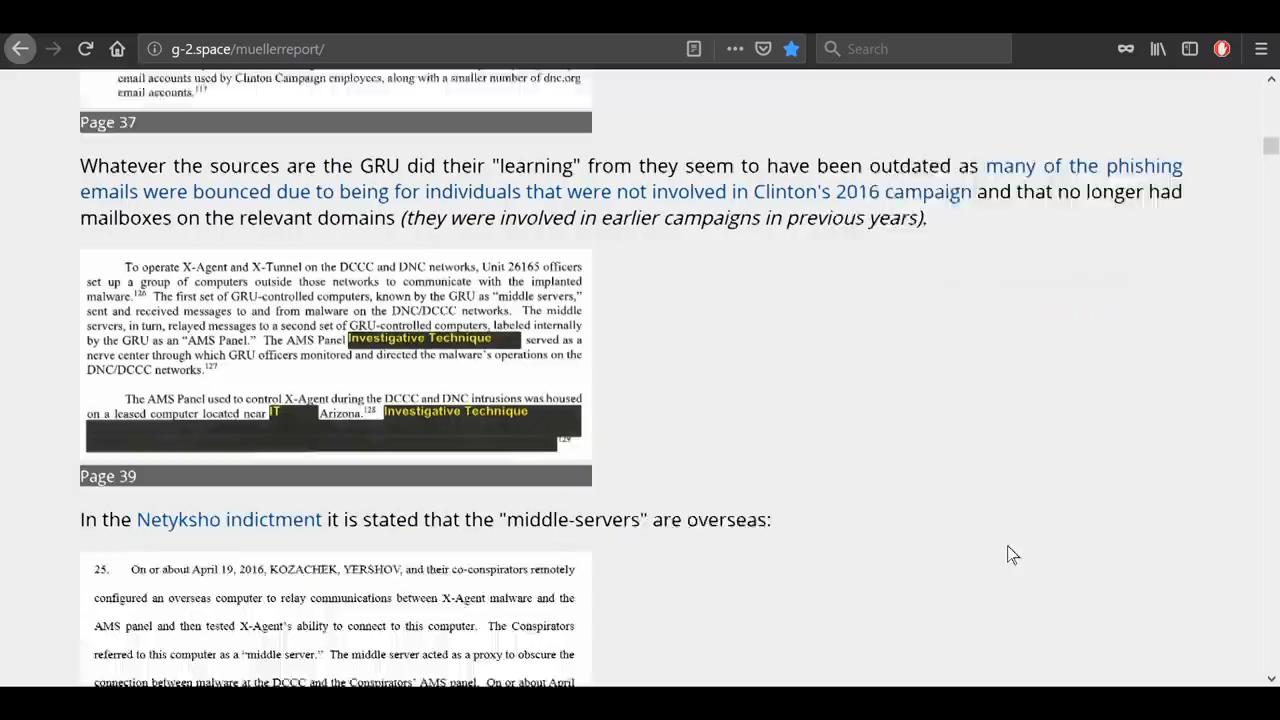 g-2.space/muellerreport/
Search
email accounts used by Clinton Campaign employees, along with a smaller number of dnc.org
email accounts.117
Page 37
Whatever the sources are the GRU did their "learning" from they seem to have been outdated as many of the phishing
emails were bounced due to being for individuals that were not involved in Clinton's 2016 campaign and that no longer had
mailboxes on the relevant domains (they were involved in earlier campaigns in previous years).
To operate X-Agent and X-Tunnel on the DCCC and DNC networks, Unit 26165 officers
set up a group of computers outside those networks to communicate with the implanted
malware.126 The first set of GRU-controlled computers, known by the GRU as “middle servers,”
sent and received messages to and from malware on the DNC/DCCC networks. The middle
servers, in turn, relayed messages to a second set of GRU-controlled computers, labeled internally
by the GRU as an “AMS Panel.” The AMS Panel Investigative Technique served as a
nerve center through which GRU officers monitored and directed the malware’s operations on the
DNC/DCCC networks.127
The AMS Panel used to control X-Agent during the DCCC and DNC intrusions was housed
on a leased computer located near IT Arizona.128 Investigative Technique
129
Page 39
In the Netyksho indictment it is stated that the "middle-servers" are overseas:
25. On or about April 19, 2016, KOZACHEK, YERSHOV, and their co-conspirators remotely
configured an overseas computer to relay communications between X-Agent malware and the
AMS panel and then tested X-Agent’s ability to connect to this computer. The Conspirators
referred to this computer as a “middle server.” The middle server acted as a proxy to obscure the
connection between malware at the DCCC and the Conspirators’ AMS panel. On or about April